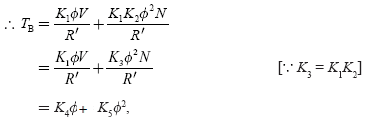 ∴ T_B = K₁ϕV/R′ + K₁K₂ϕ²N/R′
= K₁ϕV/R′ + K₃ϕ²N/R′ [∵ K₃ = K₁K₂]
= K₄ϕ + K₅ϕ²,